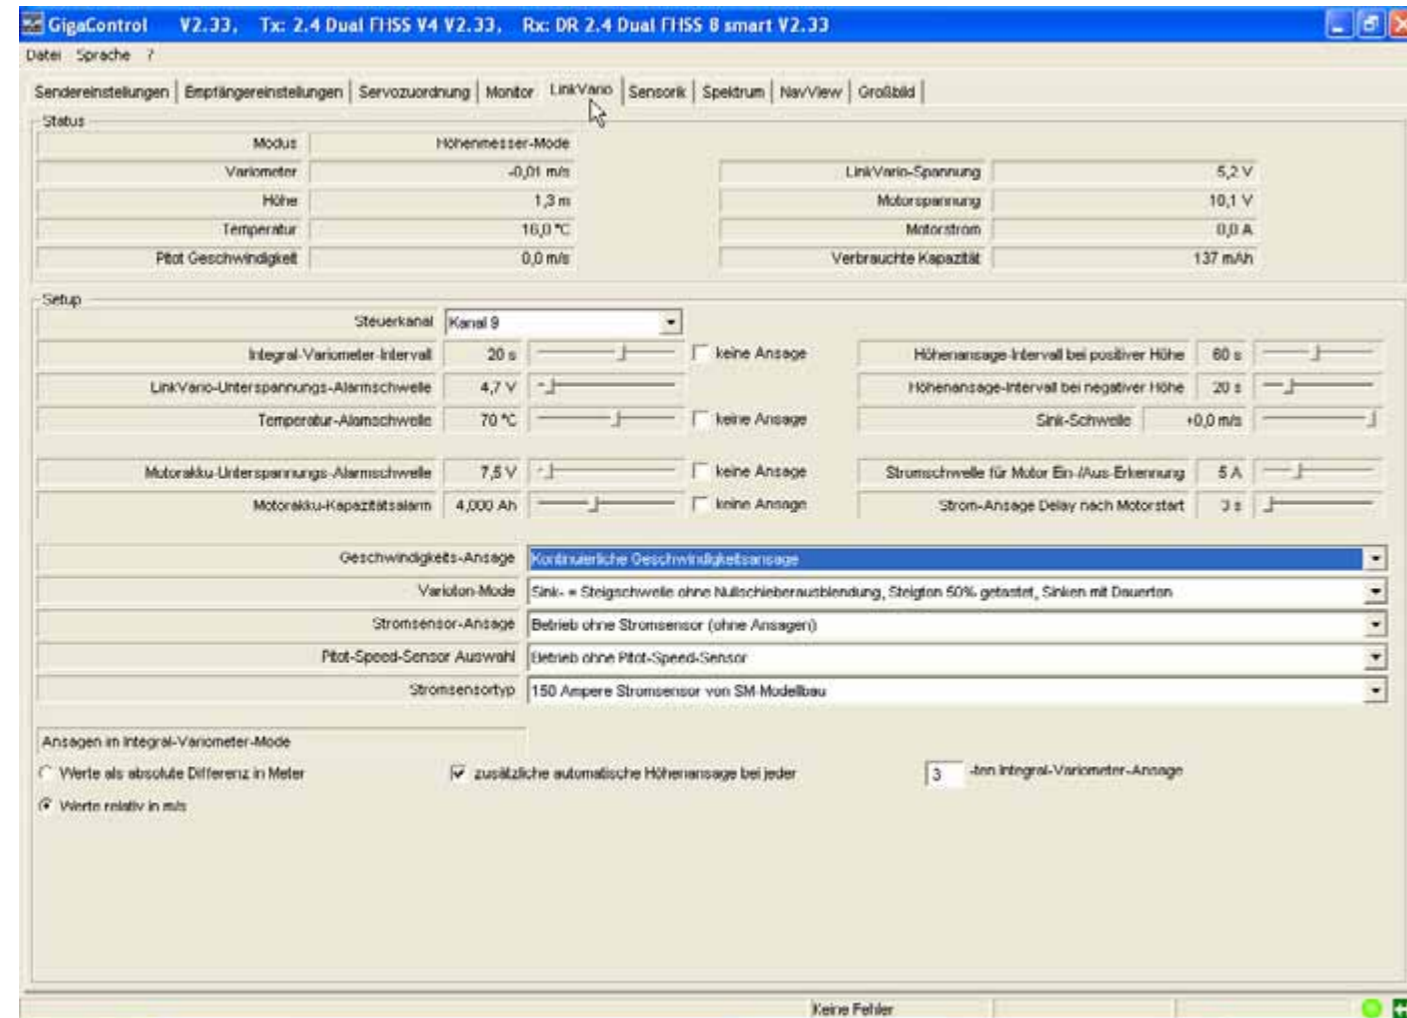 GigaControl V2.33, Tx: 2.4 Dual FHSS V4 V2.33, Rx: DR 2.4 Dual FHSS 8 smart V2.33
Datei Sprache ?
Sendereinstellungen Empfängereinstellungen Servozuordnung Monitor LinkVario Sensorik Spektrum NavView Großbild
Status
Modus Höhenmesser-Mode
Variometer -0,01 m/s LinkVario-Spannung 5,2 V
Höhe 1,3 m Motorspannung 10,1 V
Temperatur 16,0 °C Motorstrom 0,0 A
Pitot Geschwindigkeit 0,0 m/s Verbrauchte Kapazität 137 mAh
Setup
Steuerkanal Kanal 9
Integral-Variometer-Intervall 20 s keine Ansage Höhenansage-Intervall bei positiver Höhe 60 s
LinkVario-Unterspannungs-Alarmschwelle 4,7 V Höhenansage-Intervall bei negativer Höhe 20 s
Temperatur-Alamschwelle 70 °C keine Ansage Sink-Schwelle +0,0 m/s
Motorakku-Unterspannungs-Alarmschwelle 7,5 V keine Ansage Stromschwelle für Motor Ein-/Aus-Erkennung 5 A
Motorakku-Kapazitätsalarm 4,000 Ah keine Ansage Strom-Ansage Delay nach Motorstart 3 s
Geschwindigkeits-Ansage Kontinuierliche Geschwindigkeitsansage
Varioton-Mode Sink- = Steigschwelle ohne Nullschieberausblendung, Steigton 50% getastet, Sinken mit Dauerton
Stromsensor-Ansage Betrieb ohne Stromsensor (ohne Ansagen)
Pitot-Speed-Sensor Auswahl Betrieb ohne Pitot-Speed-Sensor
Stromsensortyp 150 Ampere Stromsensor von SM-Modellbau
Ansagen im Integral-Variometer-Mode
Werte als absolute Differenz in Meter zusätzliche automatische Höhenansage bei jeder 3 -ten Integral-Variometer-Ansage
Werte relativ in m/s
Keine Fehler